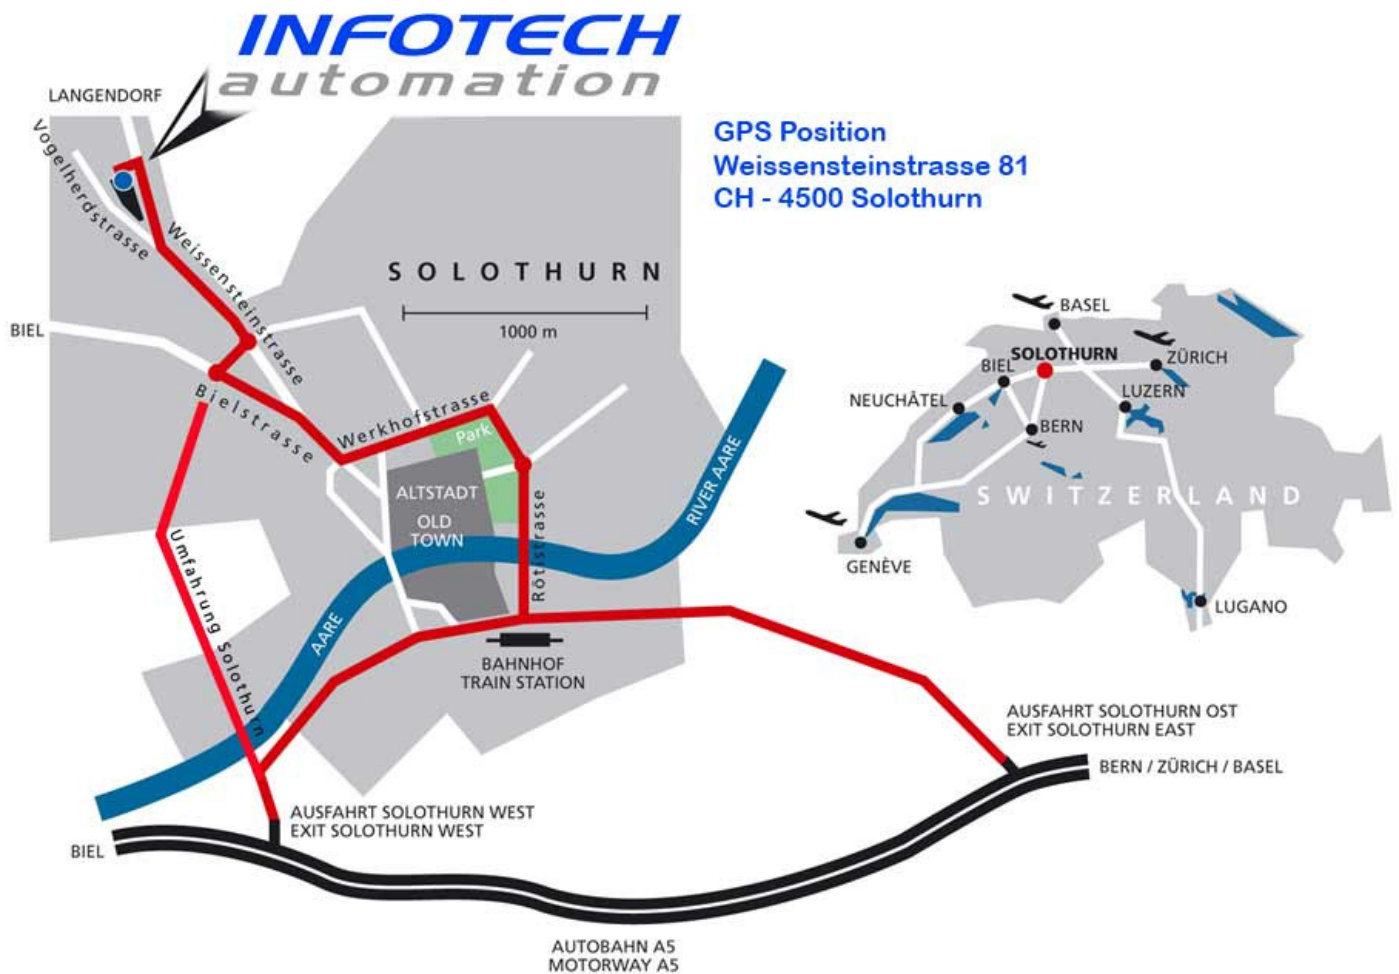 INFOTECH
automation
LANGENDORF
GPS Position
Weissensteinstrasse 81
CH - 4500 Solothurn
Vogelherdstrasse
Weissensteinstrasse
SOLOTHURN
1000 m
BIEL
Bielstrasse
Werkhofstrasse
Park
ALTSTADT
OLD
TOWN
Rötistrasse
RIVER AARE
AARE
Umfahrung Solothurn
BAHNHOF
TRAIN STATION
BASEL
SOLOTHURN
ZÜRICH
BIEL
NEUCHÂTEL
LUZERN
BERN
SWITZERLAND
GENÈVE
LUGANO
AUSFAHRT SOLOTHURN OST
EXIT SOLOTHURN EAST
BERN / ZÜRICH / BASEL
AUSFAHRT SOLOTHURN WEST
EXIT SOLOTHURN WEST
BIEL
AUTOBAHN A5
MOTORWAY A5